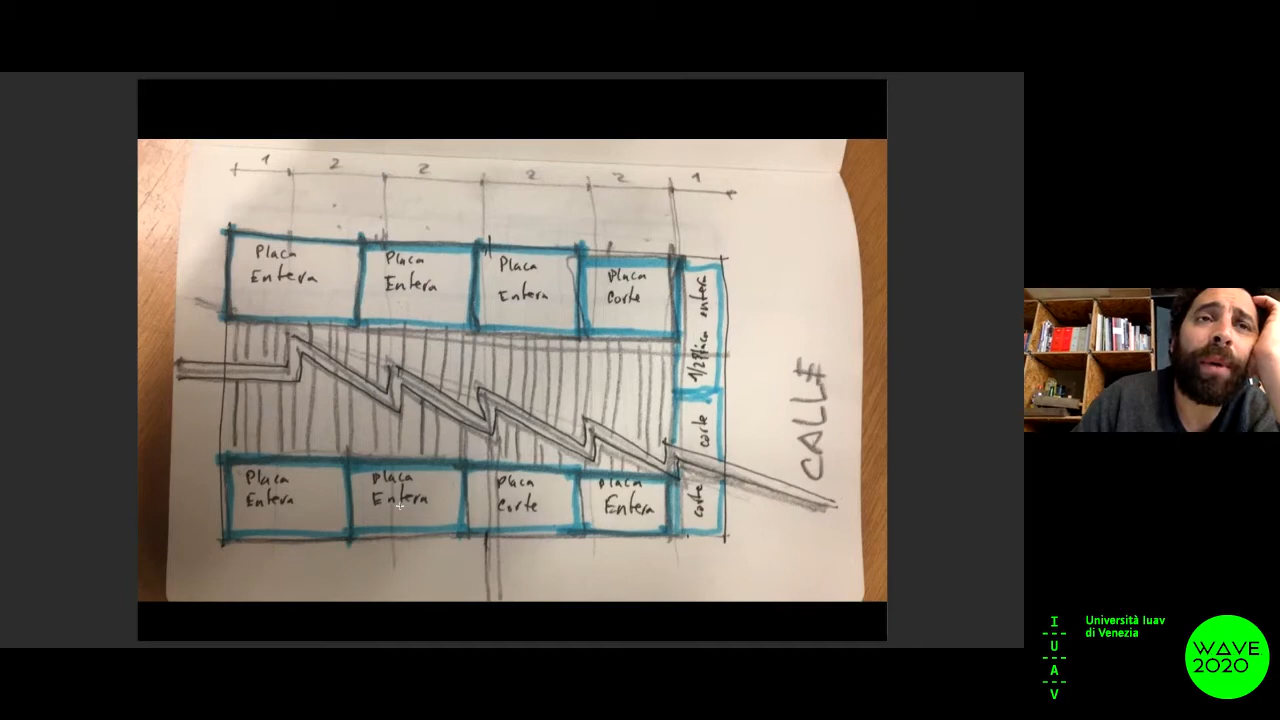 1 2 2 2 2 1
Placa
Entera
Placa
Entera
Placa
Entera
Placa
Corte
1/2 Placa entera
corte
corte
CALLE
Placa
Entera
Placa
Entera
Placa
Corte
Placa
Entera
I
U
A
V
Università Iuav
di Venezia
WAVE
2020